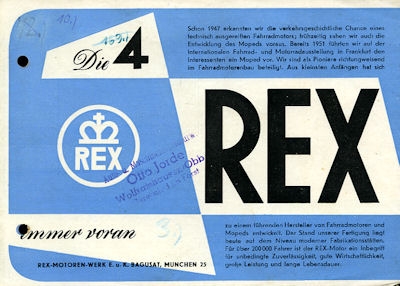 Die 4
Schon 1947 erkannten wir die verkehrsgeschichtliche Chance eines
technisch ausgereiften Fahrradmotors; frühzeitig sahen wir auch die
Entwicklung des Mopeds voraus. Bereits 1951 führten wir auf der
Internationalen Fahrrad- und Motorradausstellung in Frankfurt den
Interessenten ein Moped vor. Wir sind als Pioniere richtungweisend
im Fahrradmotorenbau beteiligt. Aus kleinsten Anfängen hat sich
REX
REX
Otto Jorde
Wolfratshausen/Obb
immer voran
zu einem führenden Hersteller von Fahrradmotoren und
Mopeds entwickelt. Der Stand unserer Fertigung liegt
heute auf dem Niveau moderner Fabrikationsstätten.
Für über 200000 Fahrer ist der REX-Motor ein Inbegriff
für unbedingte Zuverlässigkeit, gute Wirtschaftlichkeit,
große Leistung und lange Lebensdauer.
REX-MOTOREN-WERK E. u. K. BAGUSAT, MÜNCHEN 25